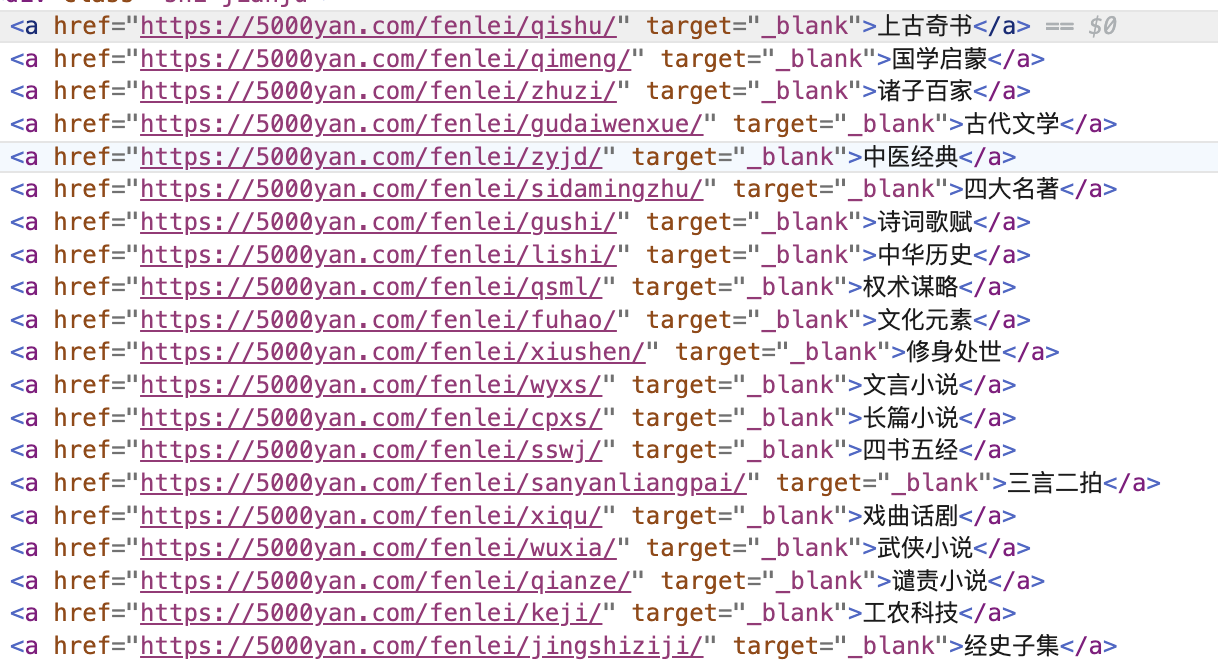 <a href="https://5000yan.com/fenlei/qishu/" target="_blank">上古奇书</a> == $0
<a href="https://5000yan.com/fenlei/qimeng/" target="_blank">国学启蒙</a>
<a href="https://5000yan.com/fenlei/zhuzi/" target="_blank">诸子百家</a>
<a href="https://5000yan.com/fenlei/gudaiwenxue/" target="_blank">古代文学</a>
<a href="https://5000yan.com/fenlei/zyjd/" target="_blank">中医经典</a>
<a href="https://5000yan.com/fenlei/sidamingzhu/" target="_blank">四大名著</a>
<a href="https://5000yan.com/fenlei/gushi/" target="_blank">诗词歌赋</a>
<a href="https://5000yan.com/fenlei/lishi/" target="_blank">中华历史</a>
<a href="https://5000yan.com/fenlei/qsml/" target="_blank">权术谋略</a>
<a href="https://5000yan.com/fenlei/fuhao/" target="_blank">文化元素</a>
<a href="https://5000yan.com/fenlei/xiushen/" target="_blank">修身处世</a>
<a href="https://5000yan.com/fenlei/wyxs/" target="_blank">文言小说</a>
<a href="https://5000yan.com/fenlei/cpxs/" target="_blank">长篇小说</a>
<a href="https://5000yan.com/fenlei/sswj/" target="_blank">四书五经</a>
<a href="https://5000yan.com/fenlei/sanyanliangpai/" target="_blank">三言二拍</a>
<a href="https://5000yan.com/fenlei/xiqu/" target="_blank">戏曲话剧</a>
<a href="https://5000yan.com/fenlei/wuxia/" target="_blank">武侠小说</a>
<a href="https://5000yan.com/fenlei/qianze/" target="_blank">谴责小说</a>
<a href="https://5000yan.com/fenlei/keji/" target="_blank">工农科技</a>
<a href="https://5000yan.com/fenlei/jingshiziji/" target="_blank">经史子集</a>